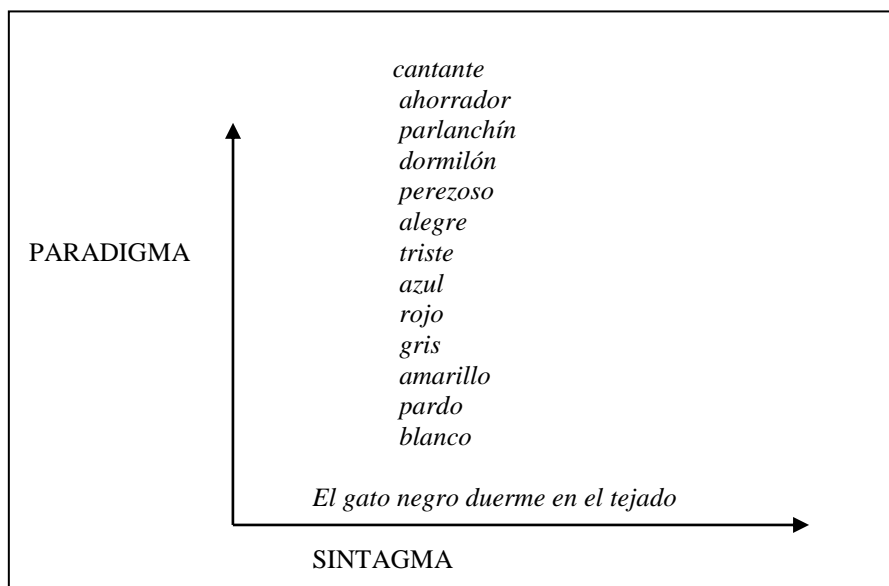 cantante
ahorrador
parlanchín
dormilón
perezoso
alegre
PARADIGMA
triste
azul
rojo
gris
amarillo
pardo
blanco
El gato negro duerme en el tejado
SINTAGMA